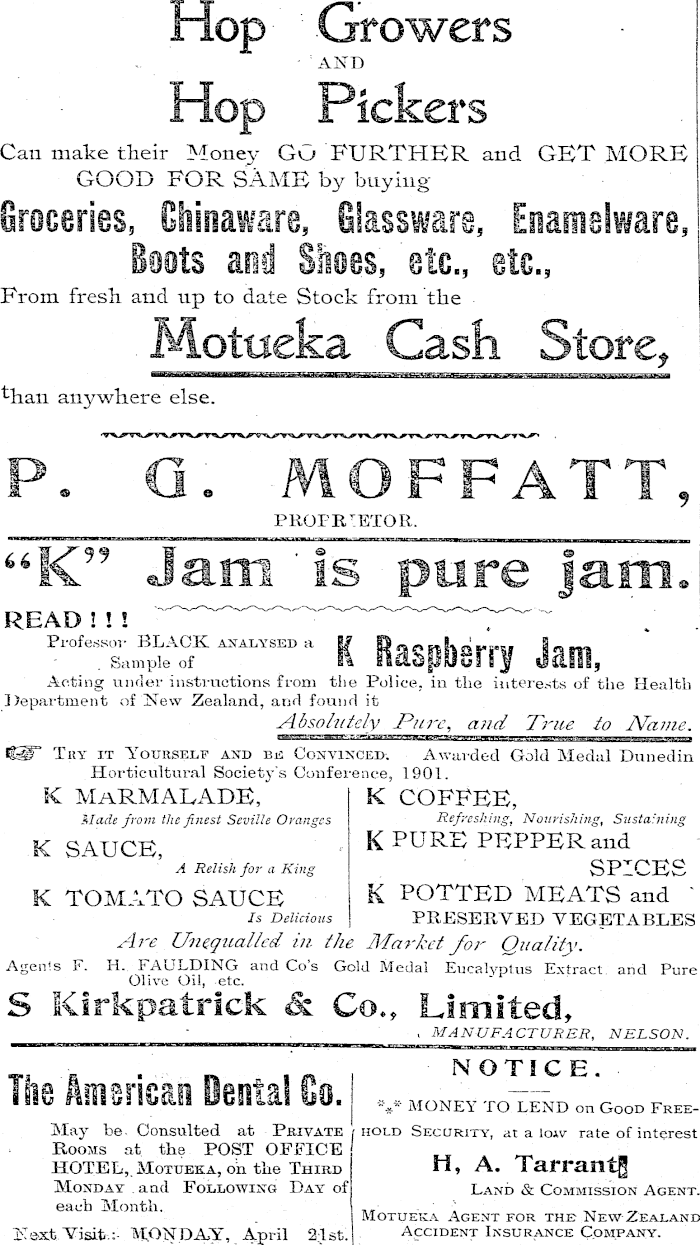 Hop Growers
AND
Hop Pickers
Can make their Money GO FURTHER and GET MORE
GOOD FOR SAME by buying
Groceries, Chinaware, Glassware, Enamelware,
Boots and Shoes, etc., etc.,
From fresh and up to date Stock from the
Motueka Cash Store,
than anywhere else.
P. G. MOFFATT,
PROPRIETOR.
"K" Jam is pure jam.
READ!!!
Professor BLACK ANALYSED a
Sample of
K Raspberry Jam,
Acting under instructions from the Police, in the interests of the Health
Department of New Zealand, and found it
Absolutely Pure, and True to Name.
TRY IT YOURSELF AND BE CONVINCED. Awarded Gold Medal Dunedin
Horticultural Society's Conference, 1901.
K MARMALADE,
Made from the finest Seville Oranges
K SAUCE,
A Relish for a King
K TOMATO SAUCE
Is Delicious
K COFFEE,
Refreshing, Nourishing, Sustaining
K PURE PEPPER and
SPICES
K POTTED MEATS and
PRESERVED VEGETABLES
Are Unequalled in the Market for Quality.
Agents F. H. FAULDING and Co's Gold Medal Eucalyptus Extract and Pure
Olive Oil, etc.
S Kirkpatrick & Co., Limited,
MANUFACTURER, NELSON.
The American Dental Co.
May be Consulted at PRIVATE
ROOMS at the POST OFFICE
HOTEL, MOTUEKA, on the THIRD
MONDAY and FOLLOWING DAY of
each Month.
Next Visit:- MONDAY, April 21st.
NOTICE.
*** MONEY TO LEND on GOOD FREE-
HOLD SECURITY, at a low rate of interest
H, A. Tarrant
LAND & COMMISSION AGENT.
MOTUEKA AGENT FOR THE NEW ZEALAND
ACCIDENT INSURANCE COMPANY.